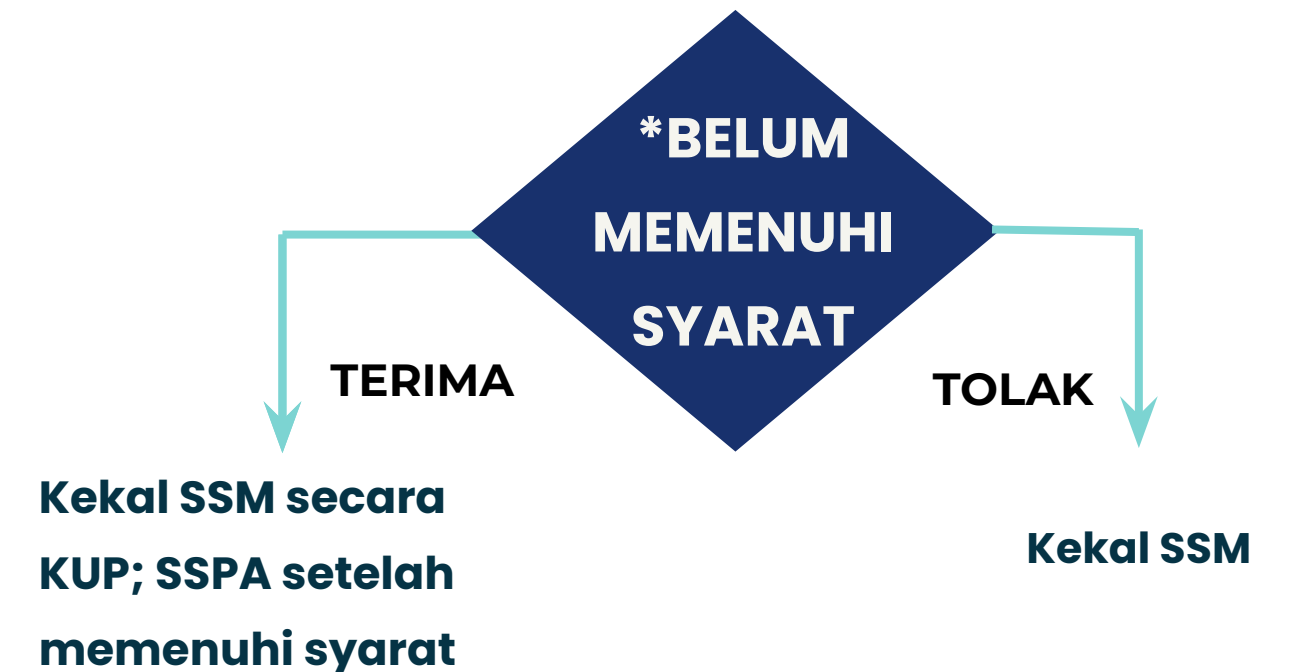 *BELUM
MEMENUHI
SYARAT
TERIMA
TOLAK
Kekal SSM secara
KUP; SSPA setelah
memenuhi syarat
Kekal SSM